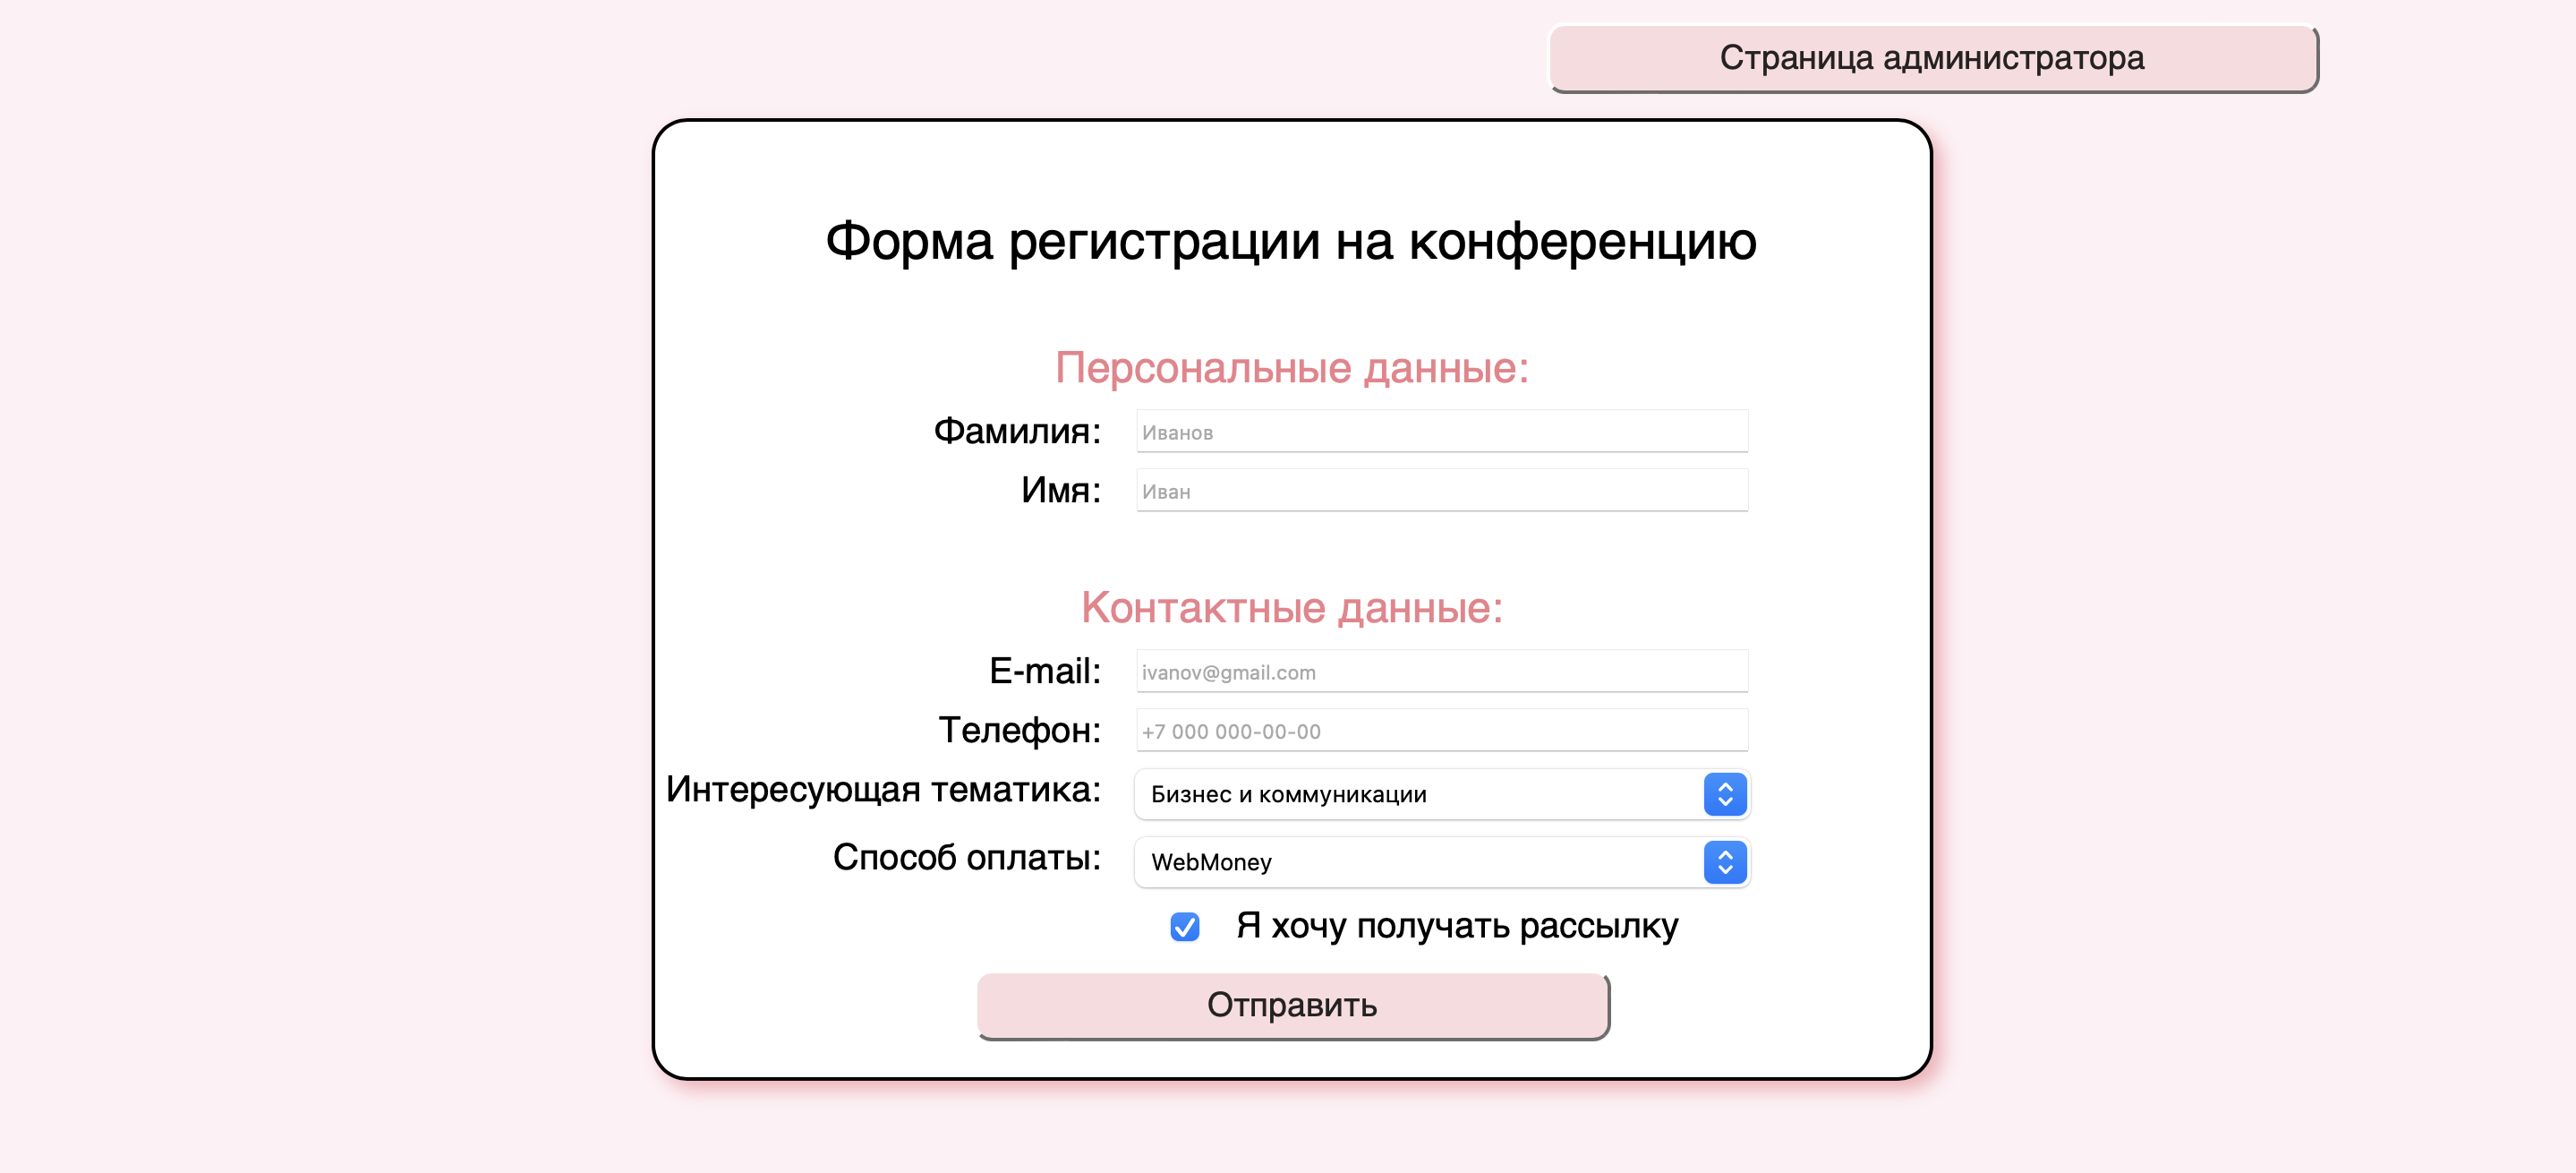 Страница администратора
Форма регистрации на конференцию
Персональные данные:
Фамилия: Иванов
Имя: Иван
Контактные данные:
E-mail: ivanov@gmail.com
Телефон: +7 000 000-00-00
Интересующая тематика: Бизнес и коммуникации
Способ оплаты: WebMoney
Я хочу получать рассылку
Отправить